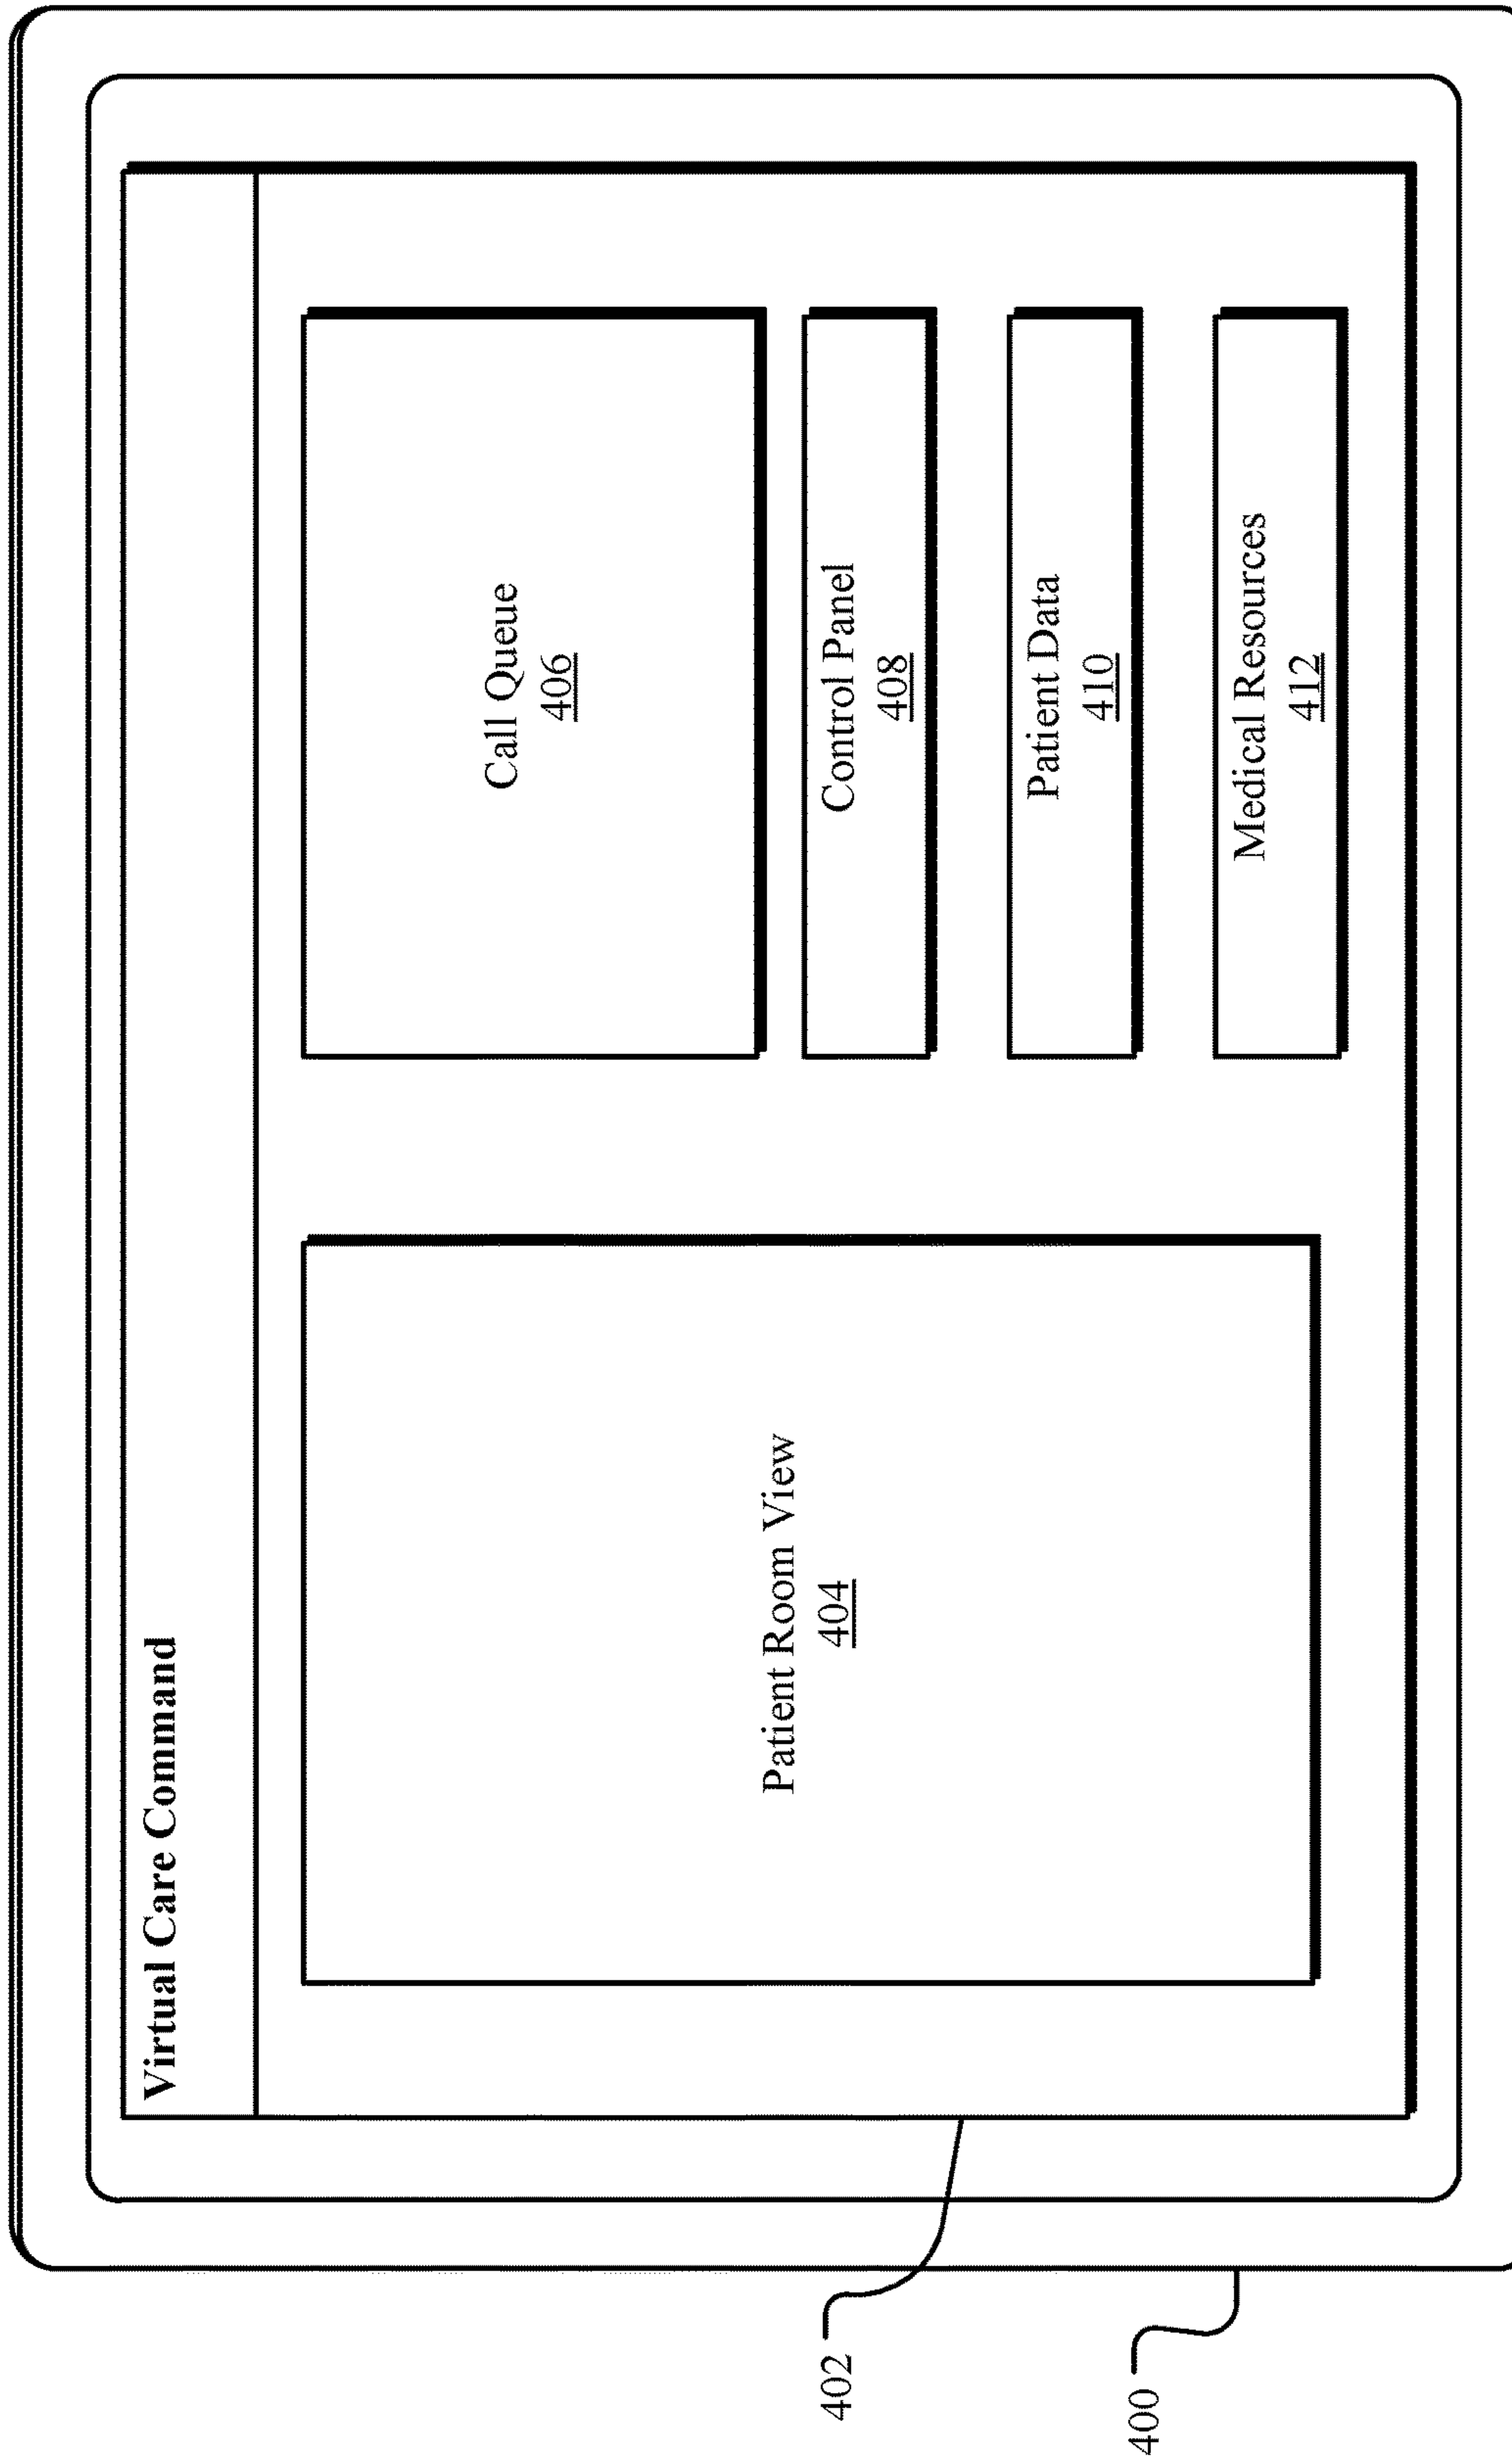 Virtual Care Command
Patient Room View
404
Call Queue
406
Control Panel
408
Patient Data
410
Medical Resources
412
402
400